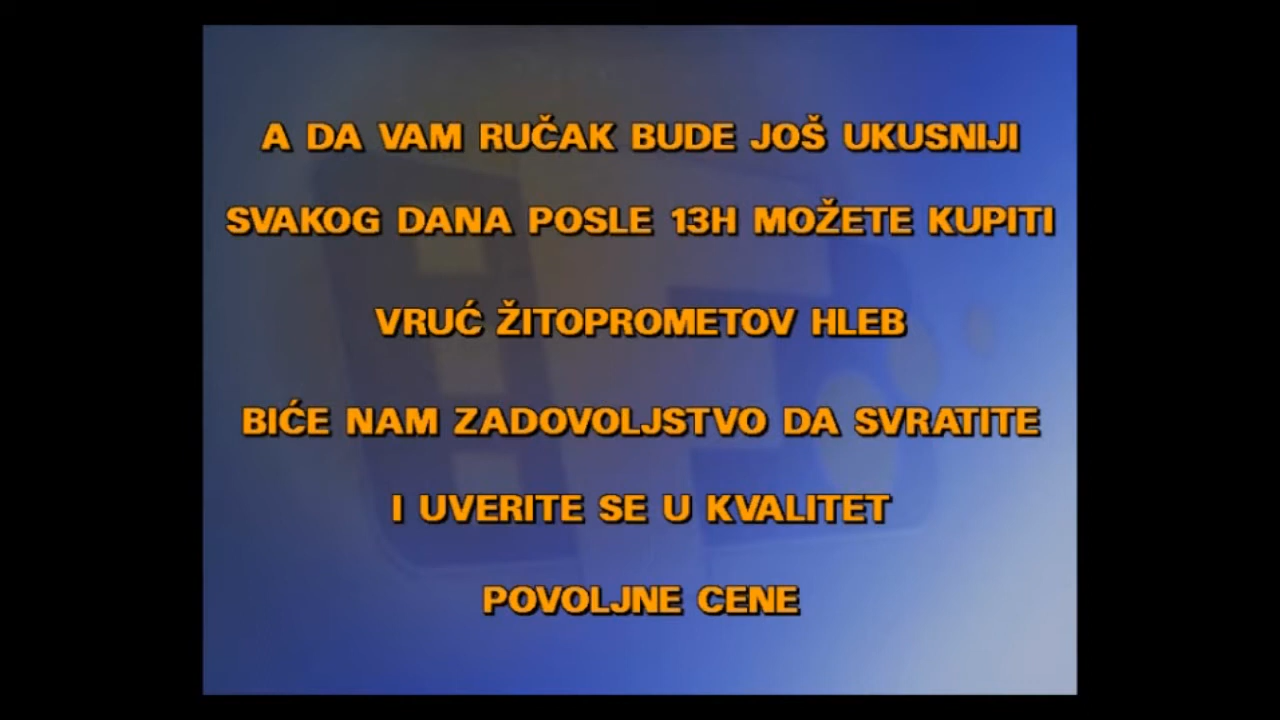 A DA VAM RUČAK BUDE JOŠ UKUSNIJI
SVAKOG DANA POSLE 13H MOŽETE KUPITI
VRUĆ ŽITOPROMETOV HLEB
BIĆE NAM ZADOVOLJSTVO DA SVRATITE
I UVERITE SE U KVALITET
POVOLJNE CENE